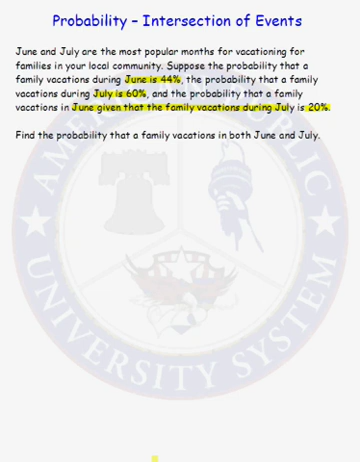 Probability – Intersection of Events
June and July are the most popular months for vacationing for
families in your local community. Suppose the probability that a
family vacations during June is 44%, the probability that a family
vacations during July is 60%, and the probability that a family
vacations in June given that the family vacations during July is 20%.
Find the probability that a family vacations in both June and July.
AMERICAN PUBLIC
UNIVERSITY SYSTEM